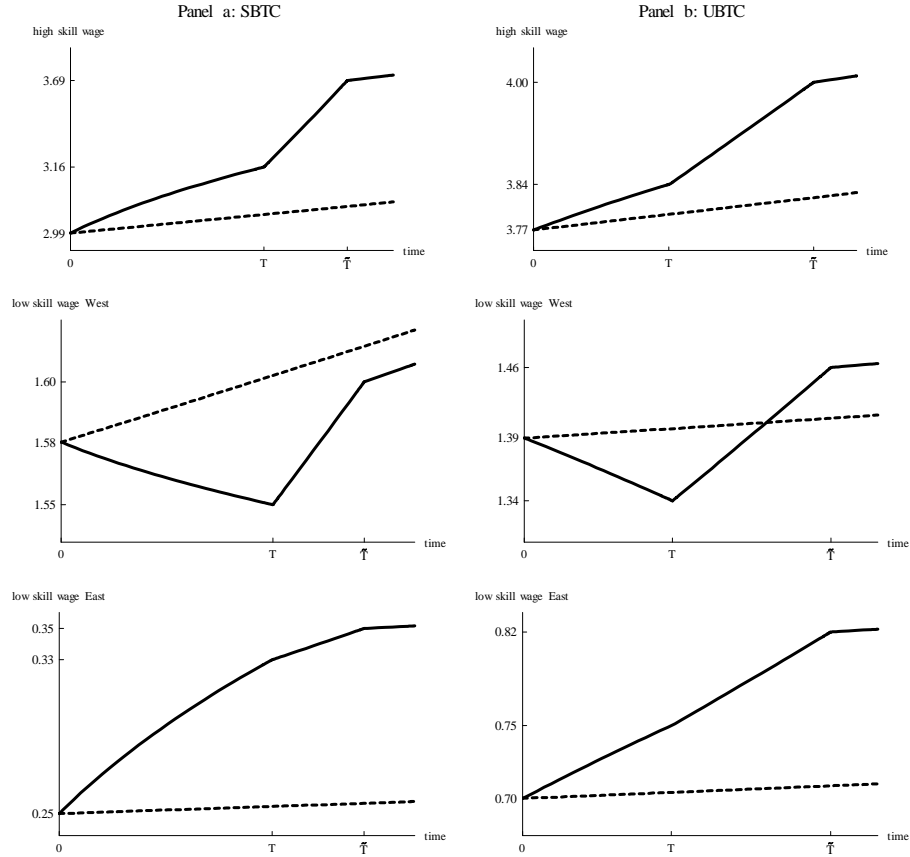 Panel a: SBTC
high skill wage
3.69
3.16
2.99
0
T
T̃
time
Panel b: UBTC
high skill wage
4.00
3.84
3.77
0
T
T̃
time
low skill wage West
1.60
1.58
1.55
0
T
T̃
time
low skill wage West
1.46
1.39
1.34
0
T
T̃
time
low skill wage East
0.35
0.33
0.25
0
T
T̃
time
low skill wage East
0.82
0.75
0.70
0
T
T̃
time